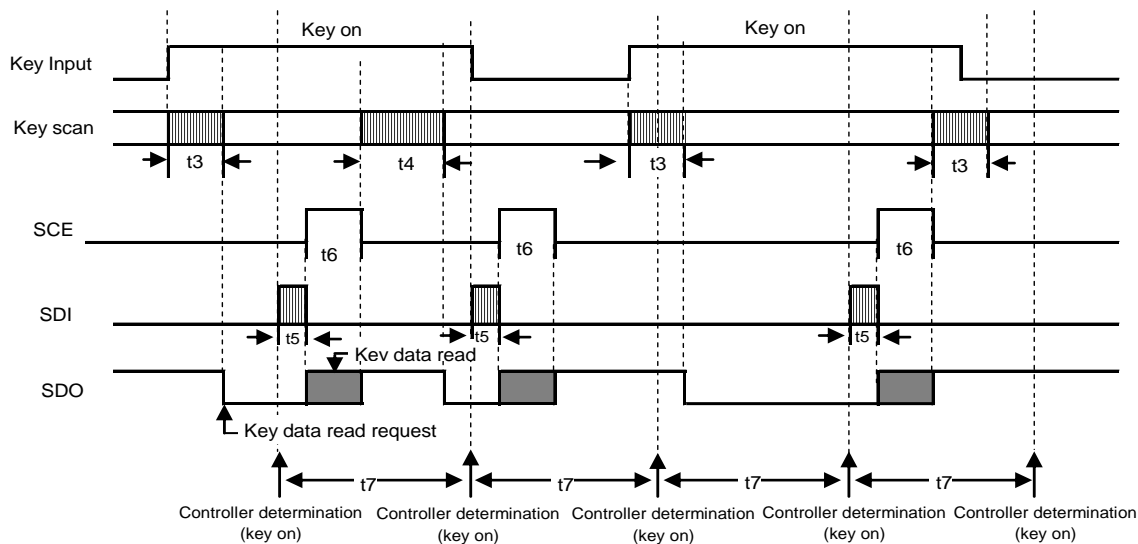 Key on
Key on
Key Input
Key scan
t3
t4
t3
t3
SCE
t6
t6
t6
SDI
t5
t5
t5
Kev data read
SDO
Key data read request
t7
t7
t7
t7
Controller determination
(key on)
Controller determination
(key on)
Controller determination
(key on)
Controller determination
(key on)
Controller determination
(key on)